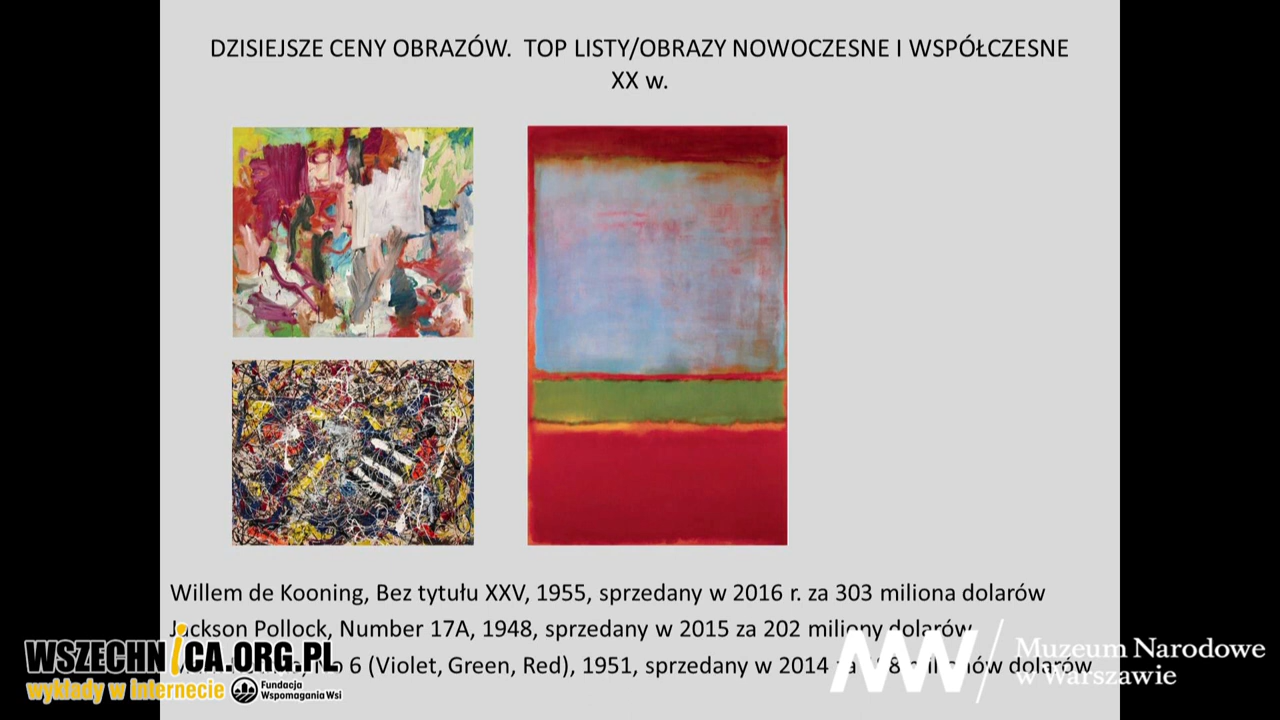 DZISIEJSZE CENY OBRAZÓW. TOP LISTY/OBRAZY NOWOCZESNE I WSPÓŁCZESNE
XX w.
Willem de Kooning, Bez tytułu XXV, 1955, sprzedany w 2016 r. za 303 miliona dolarów
Jackson Pollock, Number 17A, 1948, sprzedany w 2015 za 202 miliony dolarów
6 (Violet, Green, Red), 1951, sprzedany w 2014 dolarów
WSZECHNICA.ORG.PL
wykłady w internecie
Fundacja
Wspomagania Wsi
Muzeum Narodowe
w Warszawie